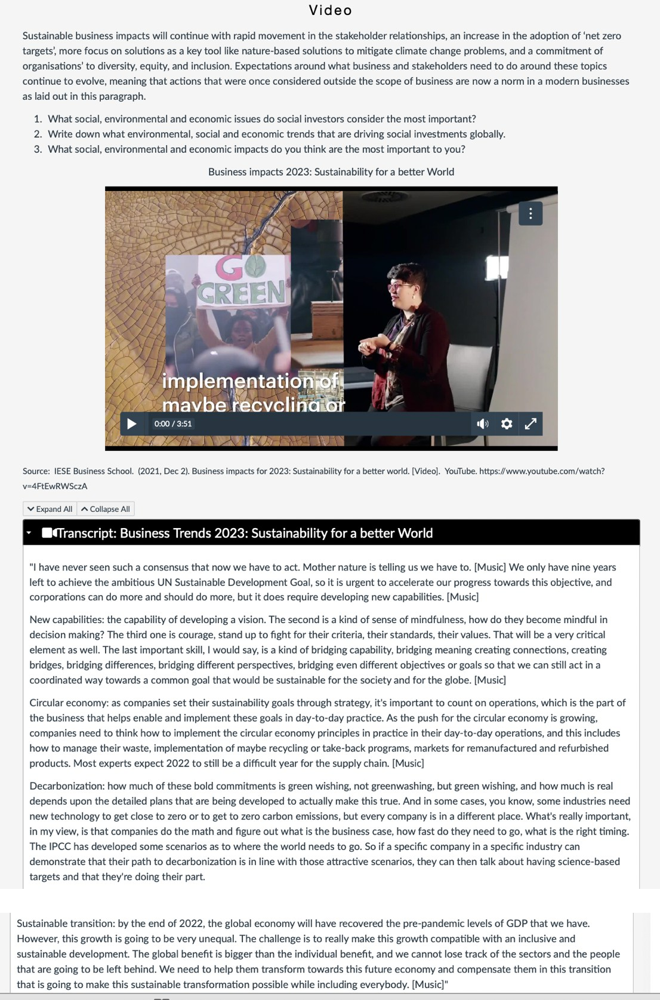 Video
Sustainable business impacts will continue with rapid movement in the stakeholder relationships, an increase in the adoption of ‘net zero
targets’, more focus on solutions as a key tool like nature-based solutions to mitigate climate change problems, and a commitment of
organisations’ to diversity, equity, and inclusion. Expectations around what business and stakeholders need to do around these topics
continue to evolve, meaning that actions that were once considered outside the scope of business are now a norm in a modern businesses
as laid out in this paragraph.
1. What social, environmental and economic issues do social investors consider the most important?
2. Write down what environmental, social and economic trends that are driving social investments globally.
3. What social, environmental and economic impacts do you think are the most important to you?
Business impacts 2023: Sustainability for a better World
GO
GREEN
implementation of
maybe recycling or
0:00 / 3:51
Source: IESE Business School. (2021, Dec 2). Business impacts for 2023: Sustainability for a better world. [Video]. YouTube. https://www.youtube.com/watch?
v=4FtEwRWSczA
Expand All Collapse All
Transcript: Business Trends 2023: Sustainability for a better World
"I have never seen such a consensus that now we have to act. Mother nature is telling us we have to. [Music] We only have nine years
left to achieve the ambitious UN Sustainable Development Goal, so it is urgent to accelerate our progress towards this objective, and
corporations can do more and should do more, but it does require developing new capabilities. [Music]
New capabilities: the capability of developing a vision. The second is a kind of sense of mindfulness, how do they become mindful in
decision making? The third one is courage, stand up to fight for their criteria, their standards, their values. That will be a very critical
element as well. The last important skill, I would say, is a kind of bridging capability, bridging meaning creating connections, creating
bridges, bridging differences, bridging different perspectives, bridging even different objectives or goals so that we can still act in a
coordinated way towards a common goal that would be sustainable for the society and for the globe. [Music]
Circular economy: as companies set their sustainability goals through strategy, it's important to count on operations, which is the part of
the business that helps enable and implement these goals in day-to-day practice. As the push for the circular economy is growing,
companies need to think how to implement the circular economy principles in practice in their day-to-day operations, and this includes
how to manage their waste, implementation of maybe recycling or take-back programs, markets for remanufactured and refurbished
products. Most experts expect 2022 to still be a difficult year for the supply chain. [Music]
Decarbonization: how much of these bold commitments is green wishing, not greenwashing, but green wishing, and how much is real
depends upon the detailed plans that are being developed to actually make this true. And in some cases, you know, some industries need
new technology to get close to zero or to get to zero carbon emissions, but every company is in a different place. What's really important,
in my view, is that companies do the math and figure out what is the business case, how fast do they need to go, what is the right timing.
The IPCC has developed some scenarios as to where the world needs to go. So if a specific company in a specific industry can
demonstrate that their path to decarbonization is in line with those attractive scenarios, they can then talk about having science-based
targets and that they're doing their part.
Sustainable transition: by the end of 2022, the global economy will have recovered the pre-pandemic levels of GDP that we have.
However, this growth is going to be very unequal. The challenge is to really make this growth compatible with an inclusive and
sustainable development. The global benefit is bigger than the individual benefit, and we cannot lose track of the sectors and the people
that are going to be left behind. We need to help them transform towards this future economy and compensate them in this transition
that is going to make this sustainable transformation possible while including everybody. [Music]"